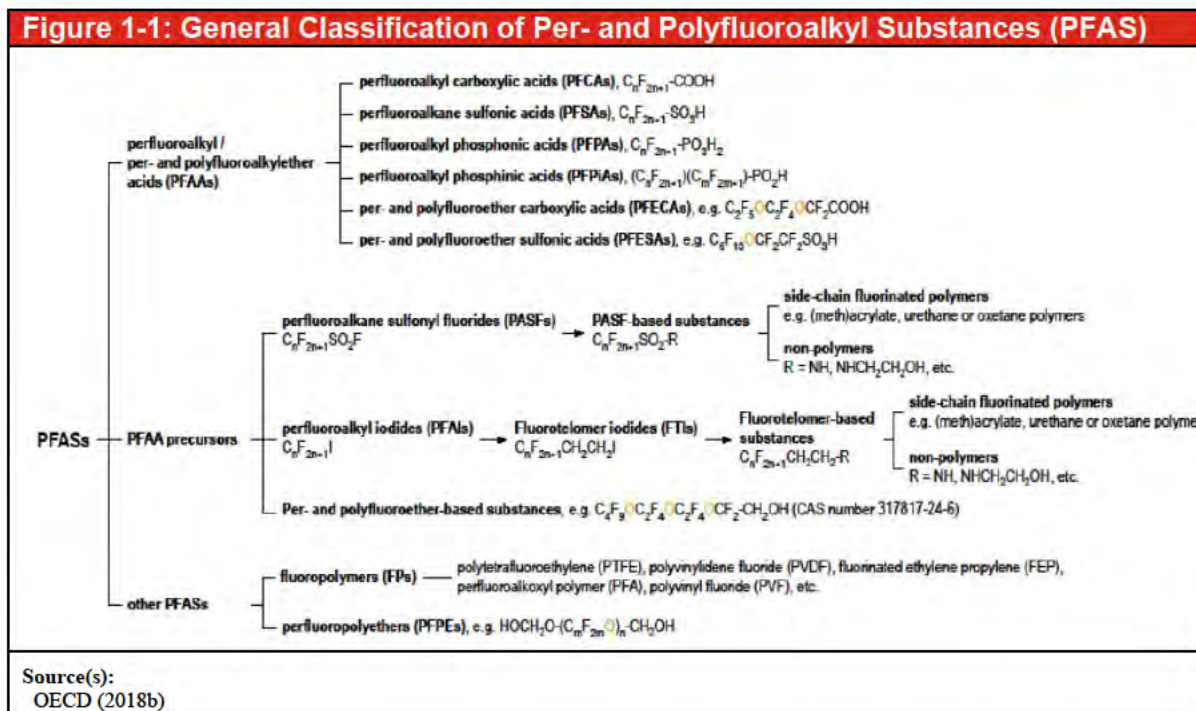 Figure 1-1: General Classification of Per- and Polyfluoroalkyl Substances (PFAS)
perfluoroalkyl carboxylic acids (PFCAs), CₙF₂ₙ₊₁-COOH
perfluoroalkane sulfonic acids (PFSAs), CₙF₂ₙ₊₁-SO₃H
perfluoroalkyl /
per- and polyfluoroalkylether
acids (PFAAs)
perfluoroalkyl phosphonic acids (PFPAs), CₙF₂ₙ₊₁-PO₃H₂
perfluoroalkyl phosphinic acids (PFPiAs), (CₙF₂ₙ₊₁)(CₘF₂ₘ₊₁)-PO₂H
per- and polyfluoroether carboxylic acids (PFECAs), e.g. C₂F₅OC₂F₄OCF₂COOH
per- and polyfluoroether sulfonic acids (PFESAs), e.g. C₆F₁₃OCF₂CF₂SO₃H
PFASs
PFAA precursors
perfluoroalkane sulfonyl fluorides (PASFs)
CₙF₂ₙ₊₁SO₂F
PASF-based substances
CₙF₂ₙ₊₁SO₂-R
side-chain fluorinated polymers
e.g. (meth)acrylate, urethane or oxetane polymers
non-polymers
R = NH, NHCH₂CH₂OH, etc.
perfluoroalkyl iodides (PFAIs)
CₙF₂ₙ₊₁I
Fluorotelomer iodides (FTIs)
CₙF₂ₙ₊₁CH₂CH₂I
Fluorotelomer-based
substances
CₙF₂ₙ₊₁CH₂CH₂-R
side-chain fluorinated polymers
e.g. (meth)acrylate, urethane or oxetane polyme
non-polymers
R = NH, NHCH₂CH₂OH, etc.
Per- and polyfluoroether-based substances, e.g. C₄F₉OC₂F₄OC₂F₄OCF₂-CH₂OH (CAS number 317817-24-6)
other PFASs
fluoropolymers (FPs)
polytetrafluoroethylene (PTFE), polyvinylidene fluoride (PVDF), fluorinated ethylene propylene (FEP),
perfluoroalkoxyl polymer (PFA), polyvinyl fluoride (PVF), etc.
perfluoropolyethers (PFPEs), e.g. HOCH₂O-(CₘF₂ₘO)ₙ-CH₂OH
Source(s):
OECD (2018b)